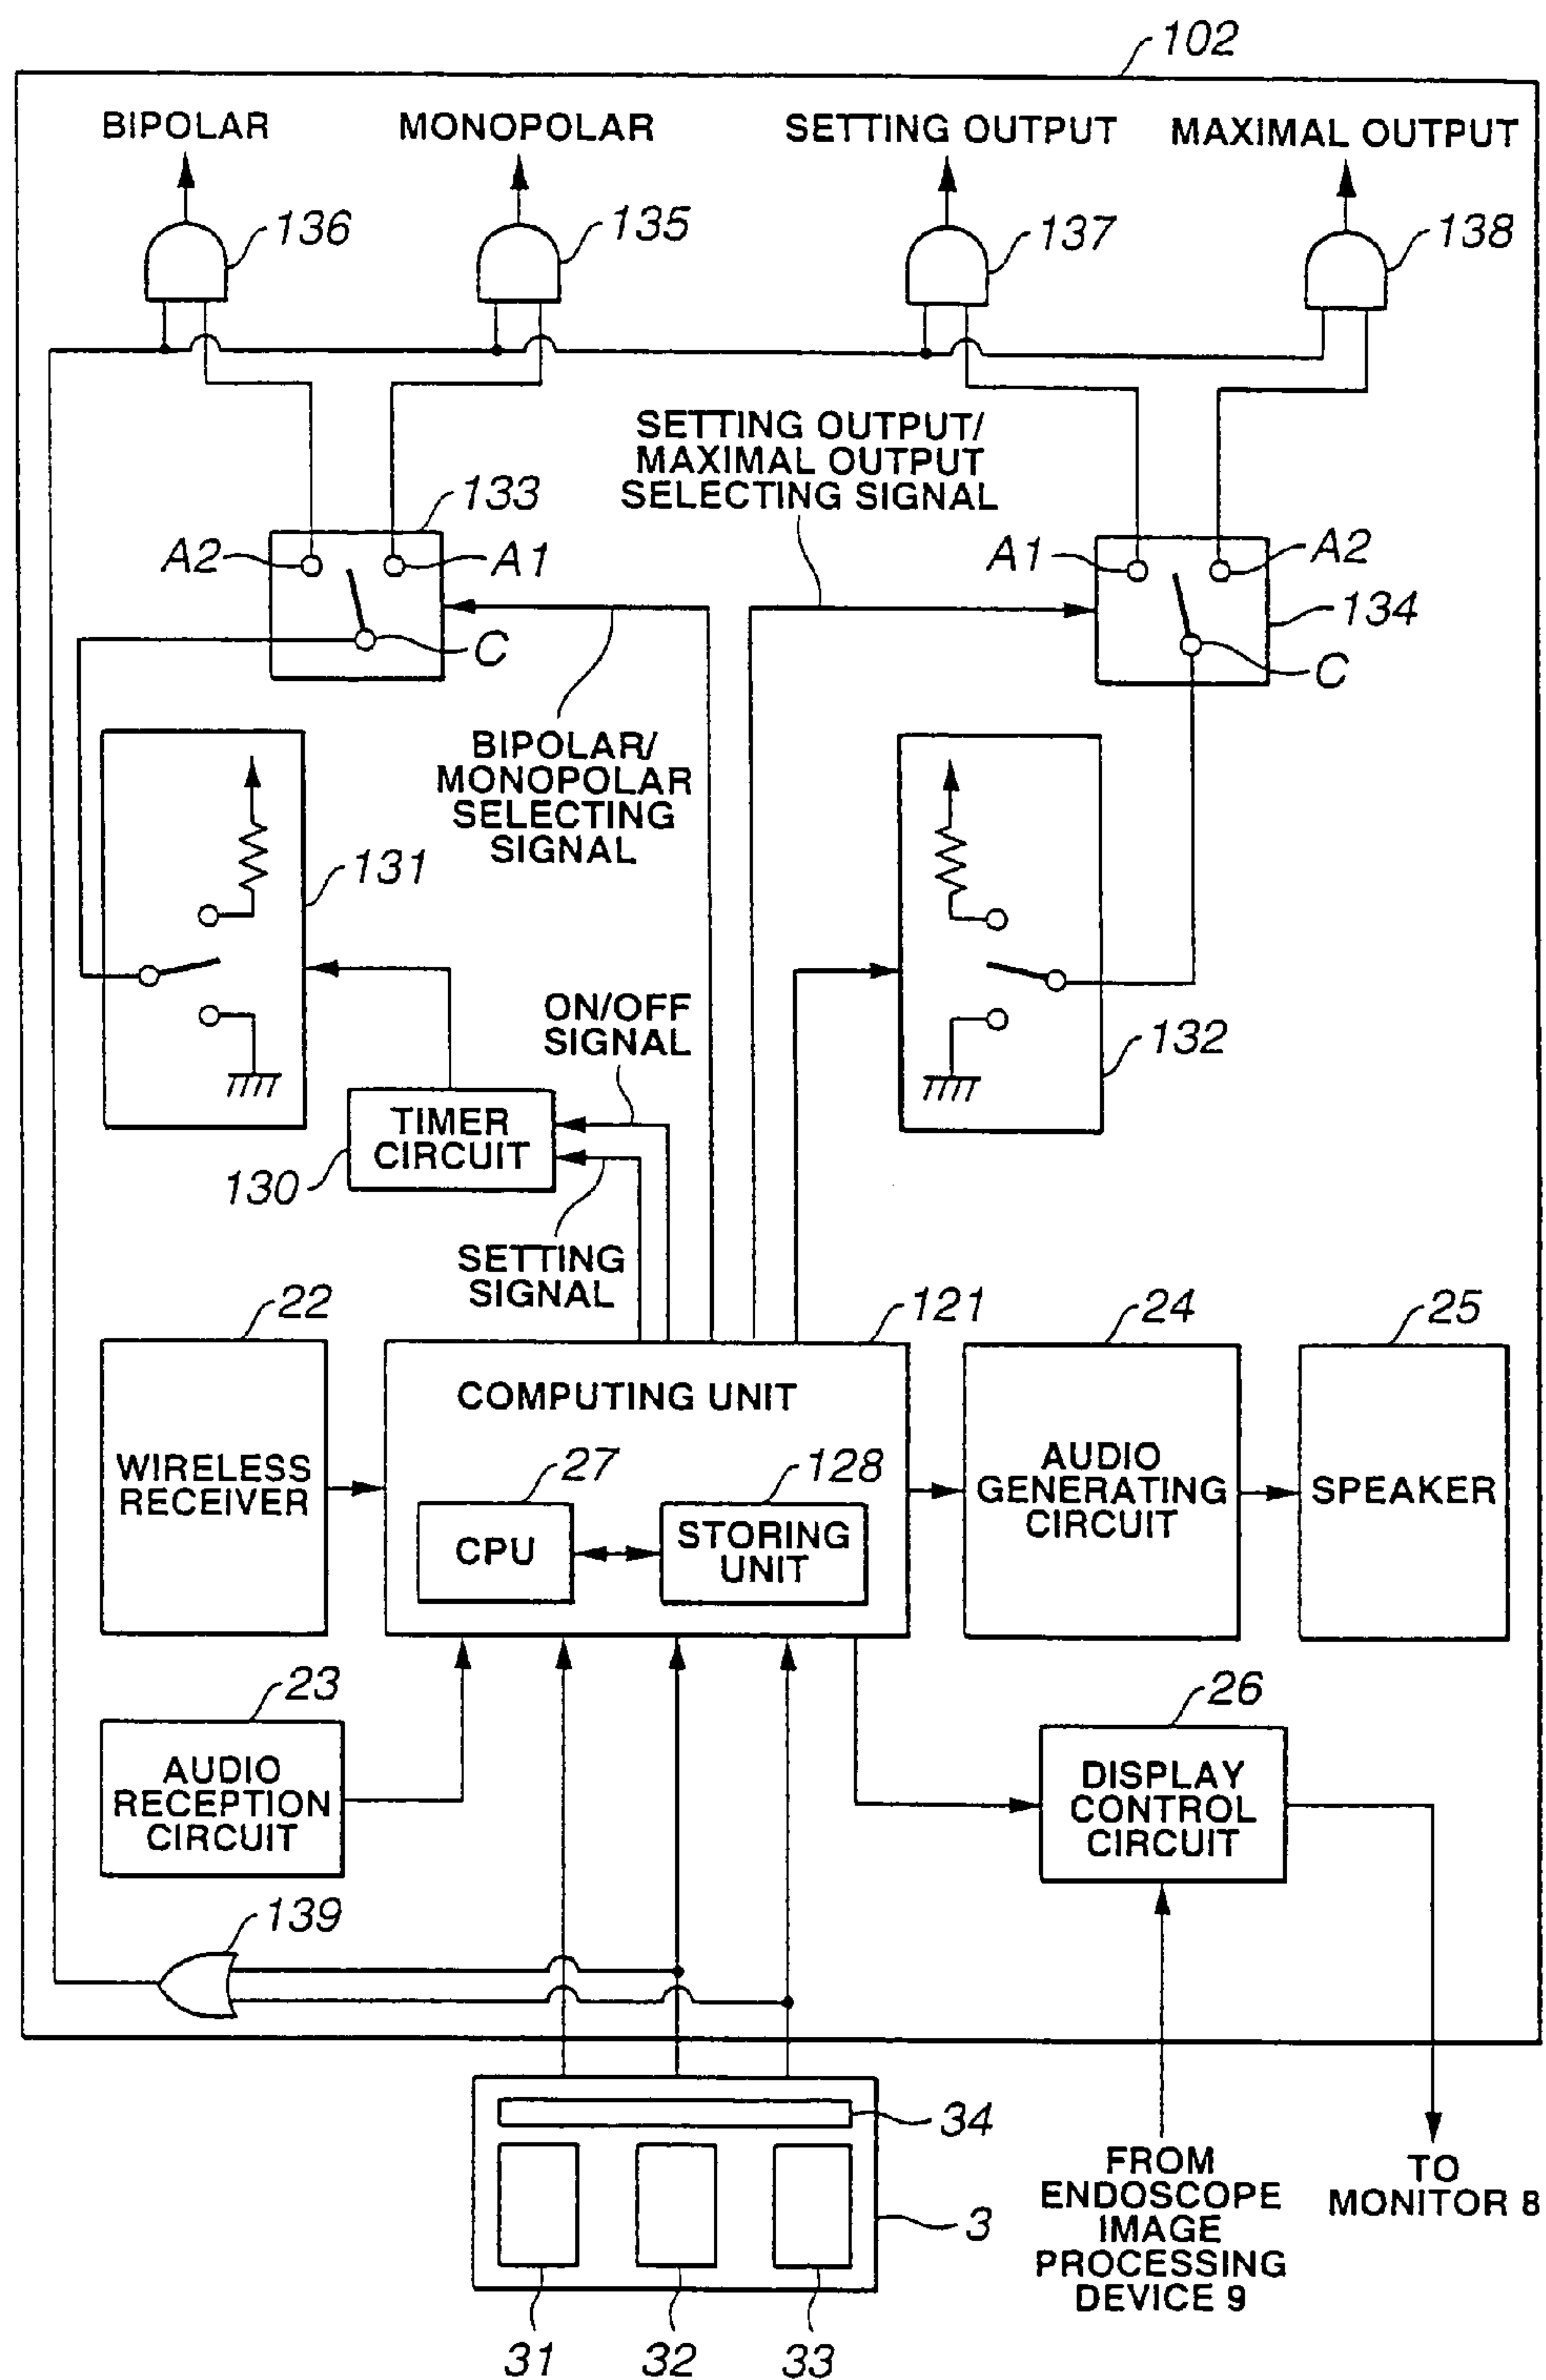 102
BIPOLAR
MONOPOLAR
SETTING OUTPUT
MAXIMAL OUTPUT
136
135
137
138
SETTING OUTPUT/
MAXIMAL OUTPUT
SELECTING SIGNAL
133
A2
A1
C
A1
A2
134
C
BIPOLAR/
MONOPOLAR
SELECTING
SIGNAL
131
132
ON/OFF
SIGNAL
TIMER
CIRCUIT
130
SETTING
SIGNAL
22
121
24
25
WIRELESS
RECEIVER
COMPUTING UNIT
27
CPU
128
STORING
UNIT
AUDIO
GENERATING
CIRCUIT
SPEAKER
23
AUDIO
RECEPTION
CIRCUIT
26
DISPLAY
CONTROL
CIRCUIT
139
34
3
31
32
33
FROM
ENDOSCOPE
IMAGE
PROCESSING
DEVICE 9
TO
MONITOR 8